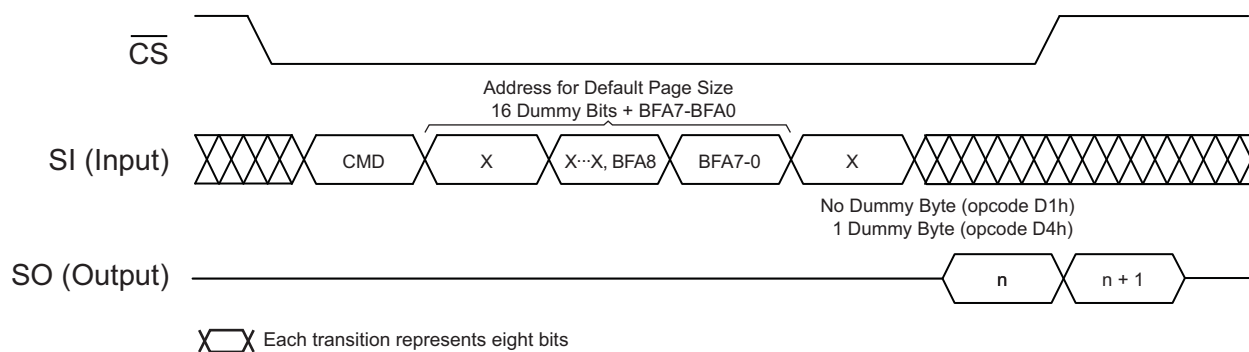 CS
Address for Default Page Size
16 Dummy Bits + BFA7-BFA0
SI (Input)
CMD
X
X···X, BFA8
BFA7-0
X
No Dummy Byte (opcode D1h)
1 Dummy Byte (opcode D4h)
SO (Output)
n
n + 1
Each transition represents eight bits